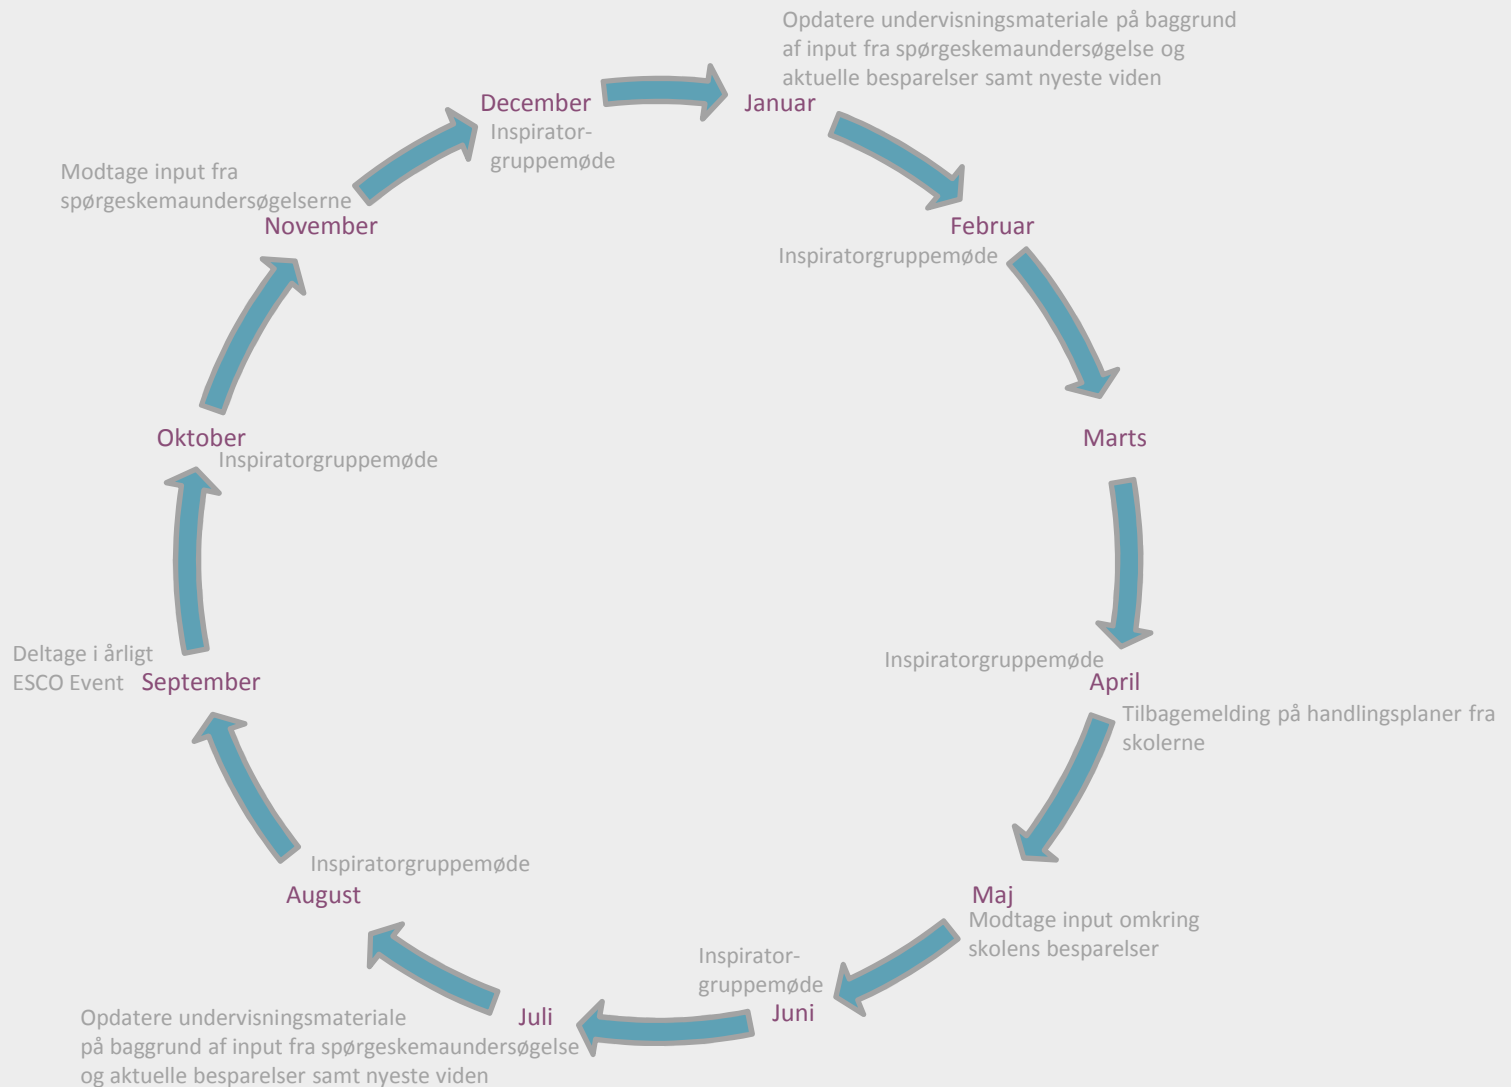 Opdatere undervisningsmateriale på baggrund
af input fra spørgeskemaundersøgelse og
aktuelle besparelser samt nyeste viden
Januar
Februar
Inspiratorgruppemøde
Marts
Inspiratorgruppemøde
April
Tilbagemelding på handlingsplaner fra
skolerne
Maj
Modtage input omkring
skolens besparelser
Inspirator-
gruppemøde
Juni
Juli
Opdatere undervisningsmateriale
på baggrund af input fra spørgeskemaundersøgelse
og aktuelle besparelser samt nyeste viden
Inspiratorgruppemøde
August
Deltage i årligt
ESCO Event
September
Oktober
Inspiratorgruppemøde
Modtage input fra
spørgeskemaundersøgelserne
November
December
Inspirator-
gruppemøde